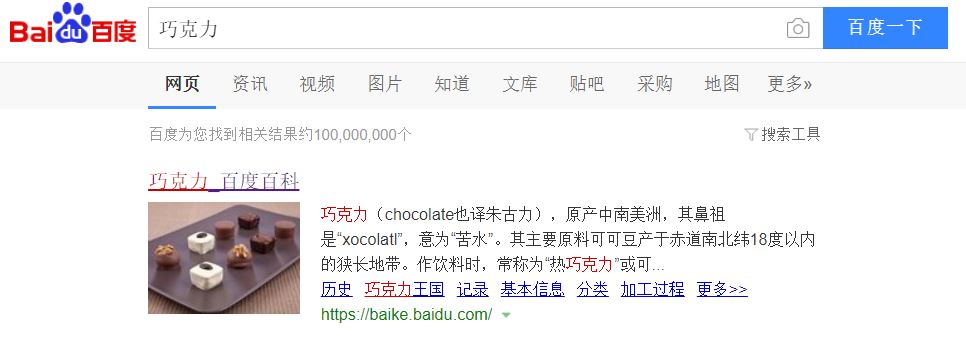 Bai du 百度 巧克力 百度一下
网页 资讯 视频 图片 知道 文库 贴吧 采购 地图 更多»
百度为您找到相关结果约100,000,000个 搜索工具
巧克力_百度百科
巧克力（chocolate也译朱古力），原产中南美洲，其鼻祖
是“xocolatl”，意为“苦水”。其主要原料可可豆产于赤道南北纬18度以内
的狭长地带。作饮料时，常称为“热巧克力”或可...
历史 巧克力王国 记录 基本信息 分类 加工过程 更多>>
https://baike.baidu.com/